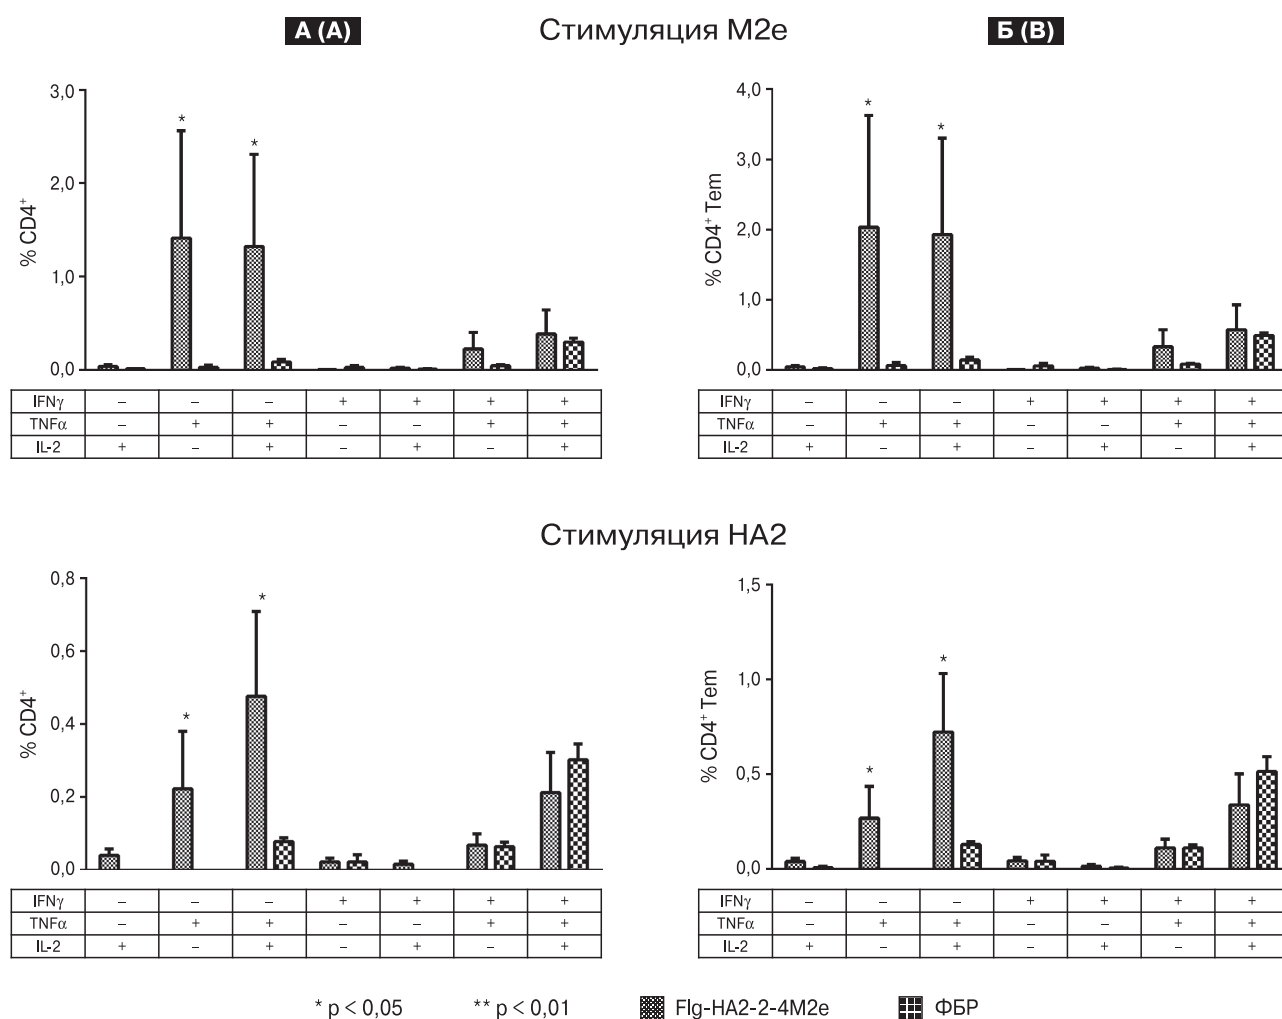 А (A) Стимуляция M2e Б (B)
% CD4⁺
3,0
2,0
1,0
0,0
* *
IFNγ – – – + + + +
TNFα – + + – – + +
IL-2 + – + – + – +
% CD4⁺ Tem
4,0
3,0
2,0
1,0
0,0
* *
IFNγ – – – + + + +
TNFα – + + – – + +
IL-2 + – + – + – +
Стимуляция HA2
% CD4⁺
0,8
0,6
0,4
0,2
0,0
* *
IFNγ – – – + + + +
TNFα – + + – – + +
IL-2 + – + – + – +
% CD4⁺ Tem
1,5
1,0
0,5
0,0
* *
IFNγ – – – + + + +
TNFα – + + – – + +
IL-2 + – + – + – +
* p < 0,05 ** p < 0,01 Flg-HA2-2-4M2e ФБР